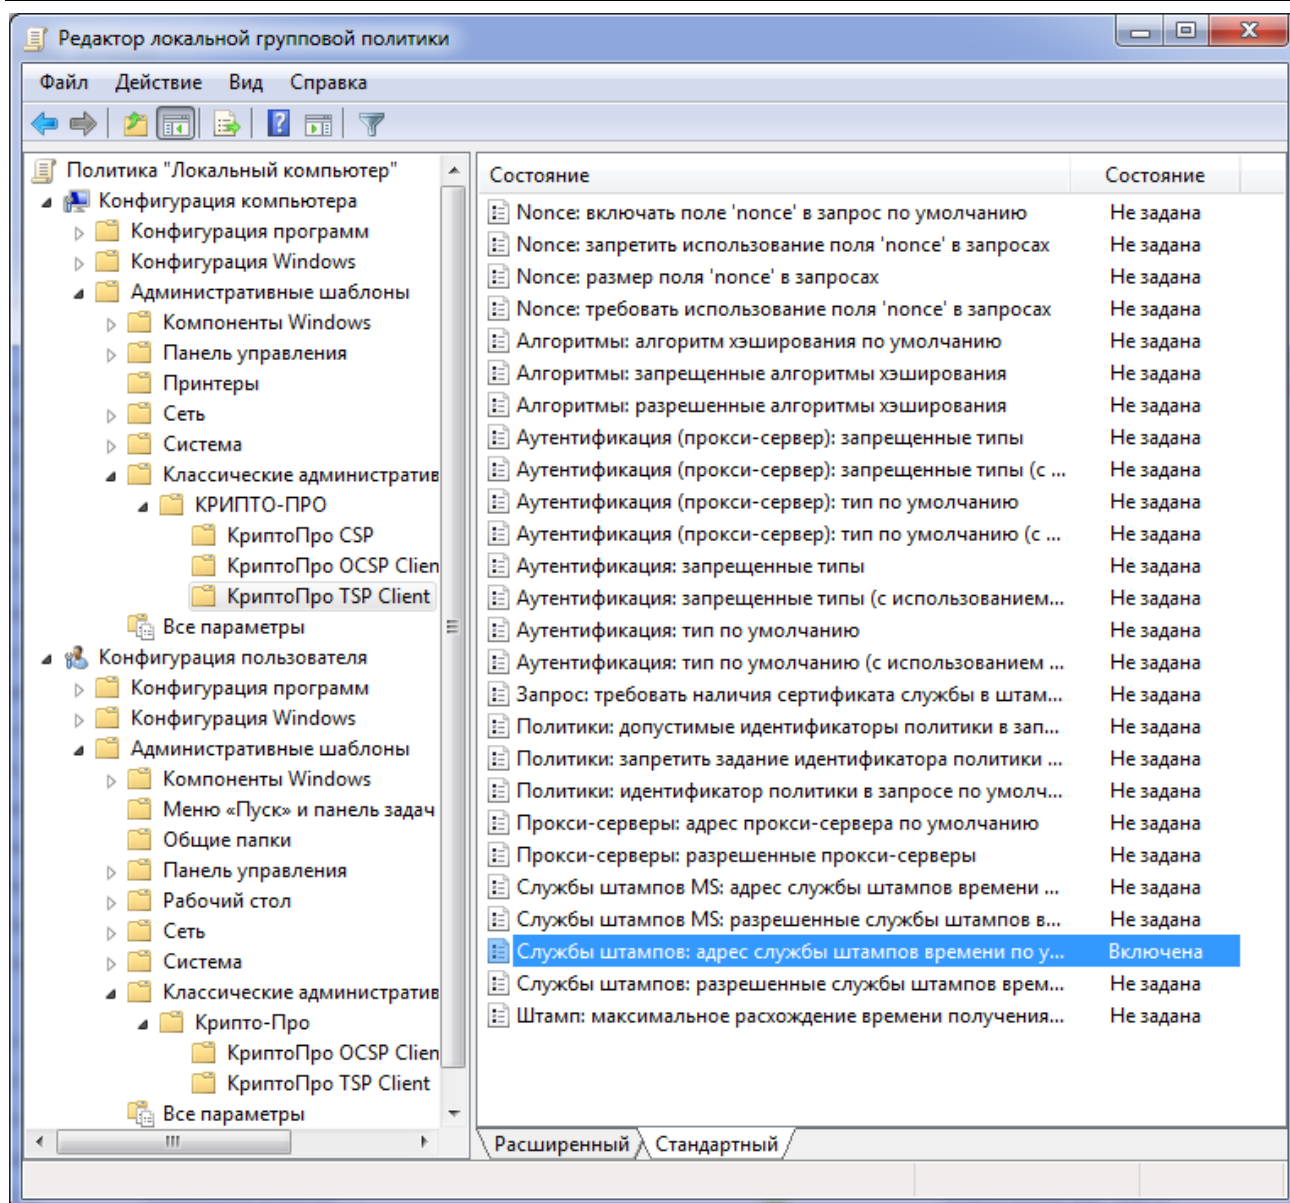 Редактор локальной групповой политики
Файл Действие Вид Справка
Политика "Локальный компьютер"
Конфигурация компьютера
Конфигурация программ
Конфигурация Windows
Административные шаблоны
Компоненты Windows
Панель управления
Принтеры
Сеть
Система
Классические административ
КРИПТО-ПРО
КриптоПро CSP
КриптоПро OCSP Clien
КриптоПро TSP Client
Все параметры
Конфигурация пользователя
Конфигурация программ
Конфигурация Windows
Административные шаблоны
Компоненты Windows
Меню «Пуск» и панель задач
Общие папки
Панель управления
Рабочий стол
Сеть
Система
Классические административ
Крипто-Про
КриптоПро OCSP Clien
КриптоПро TSP Client
Все параметры
Состояние Состояние
Nonce: включать поле 'nonce' в запрос по умолчанию Не задана
Nonce: запретить использование поля 'nonce' в запросах Не задана
Nonce: размер поля 'nonce' в запросах Не задана
Nonce: требовать использование поля 'nonce' в запросах Не задана
Алгоритмы: алгоритм хэширования по умолчанию Не задана
Алгоритмы: запрещенные алгоритмы хэширования Не задана
Алгоритмы: разрешенные алгоритмы хэширования Не задана
Аутентификация (прокси-сервер): запрещенные типы Не задана
Аутентификация (прокси-сервер): запрещенные типы (с ... Не задана
Аутентификация (прокси-сервер): тип по умолчанию Не задана
Аутентификация (прокси-сервер): тип по умолчанию (с ... Не задана
Аутентификация: запрещенные типы Не задана
Аутентификация: запрещенные типы (с использованием... Не задана
Аутентификация: тип по умолчанию Не задана
Аутентификация: тип по умолчанию (с использованием ... Не задана
Запрос: требовать наличия сертификата службы в штам... Не задана
Политики: допустимые идентификаторы политики в зап... Не задана
Политики: запретить задание идентификатора политики ... Не задана
Политики: идентификатор политики в запросе по умолч... Не задана
Прокси-серверы: адрес прокси-сервера по умолчанию Не задана
Прокси-серверы: разрешенные прокси-серверы Не задана
Службы штампов MS: адрес службы штампов времени ... Не задана
Службы штампов MS: разрешенные службы штампов в... Не задана
Службы штампов: адрес службы штампов времени по у... Включена
Службы штампов: разрешенные службы штампов врем... Не задана
Штамп: максимальное расхождение времени получения... Не задана
Расширенный Стандартный